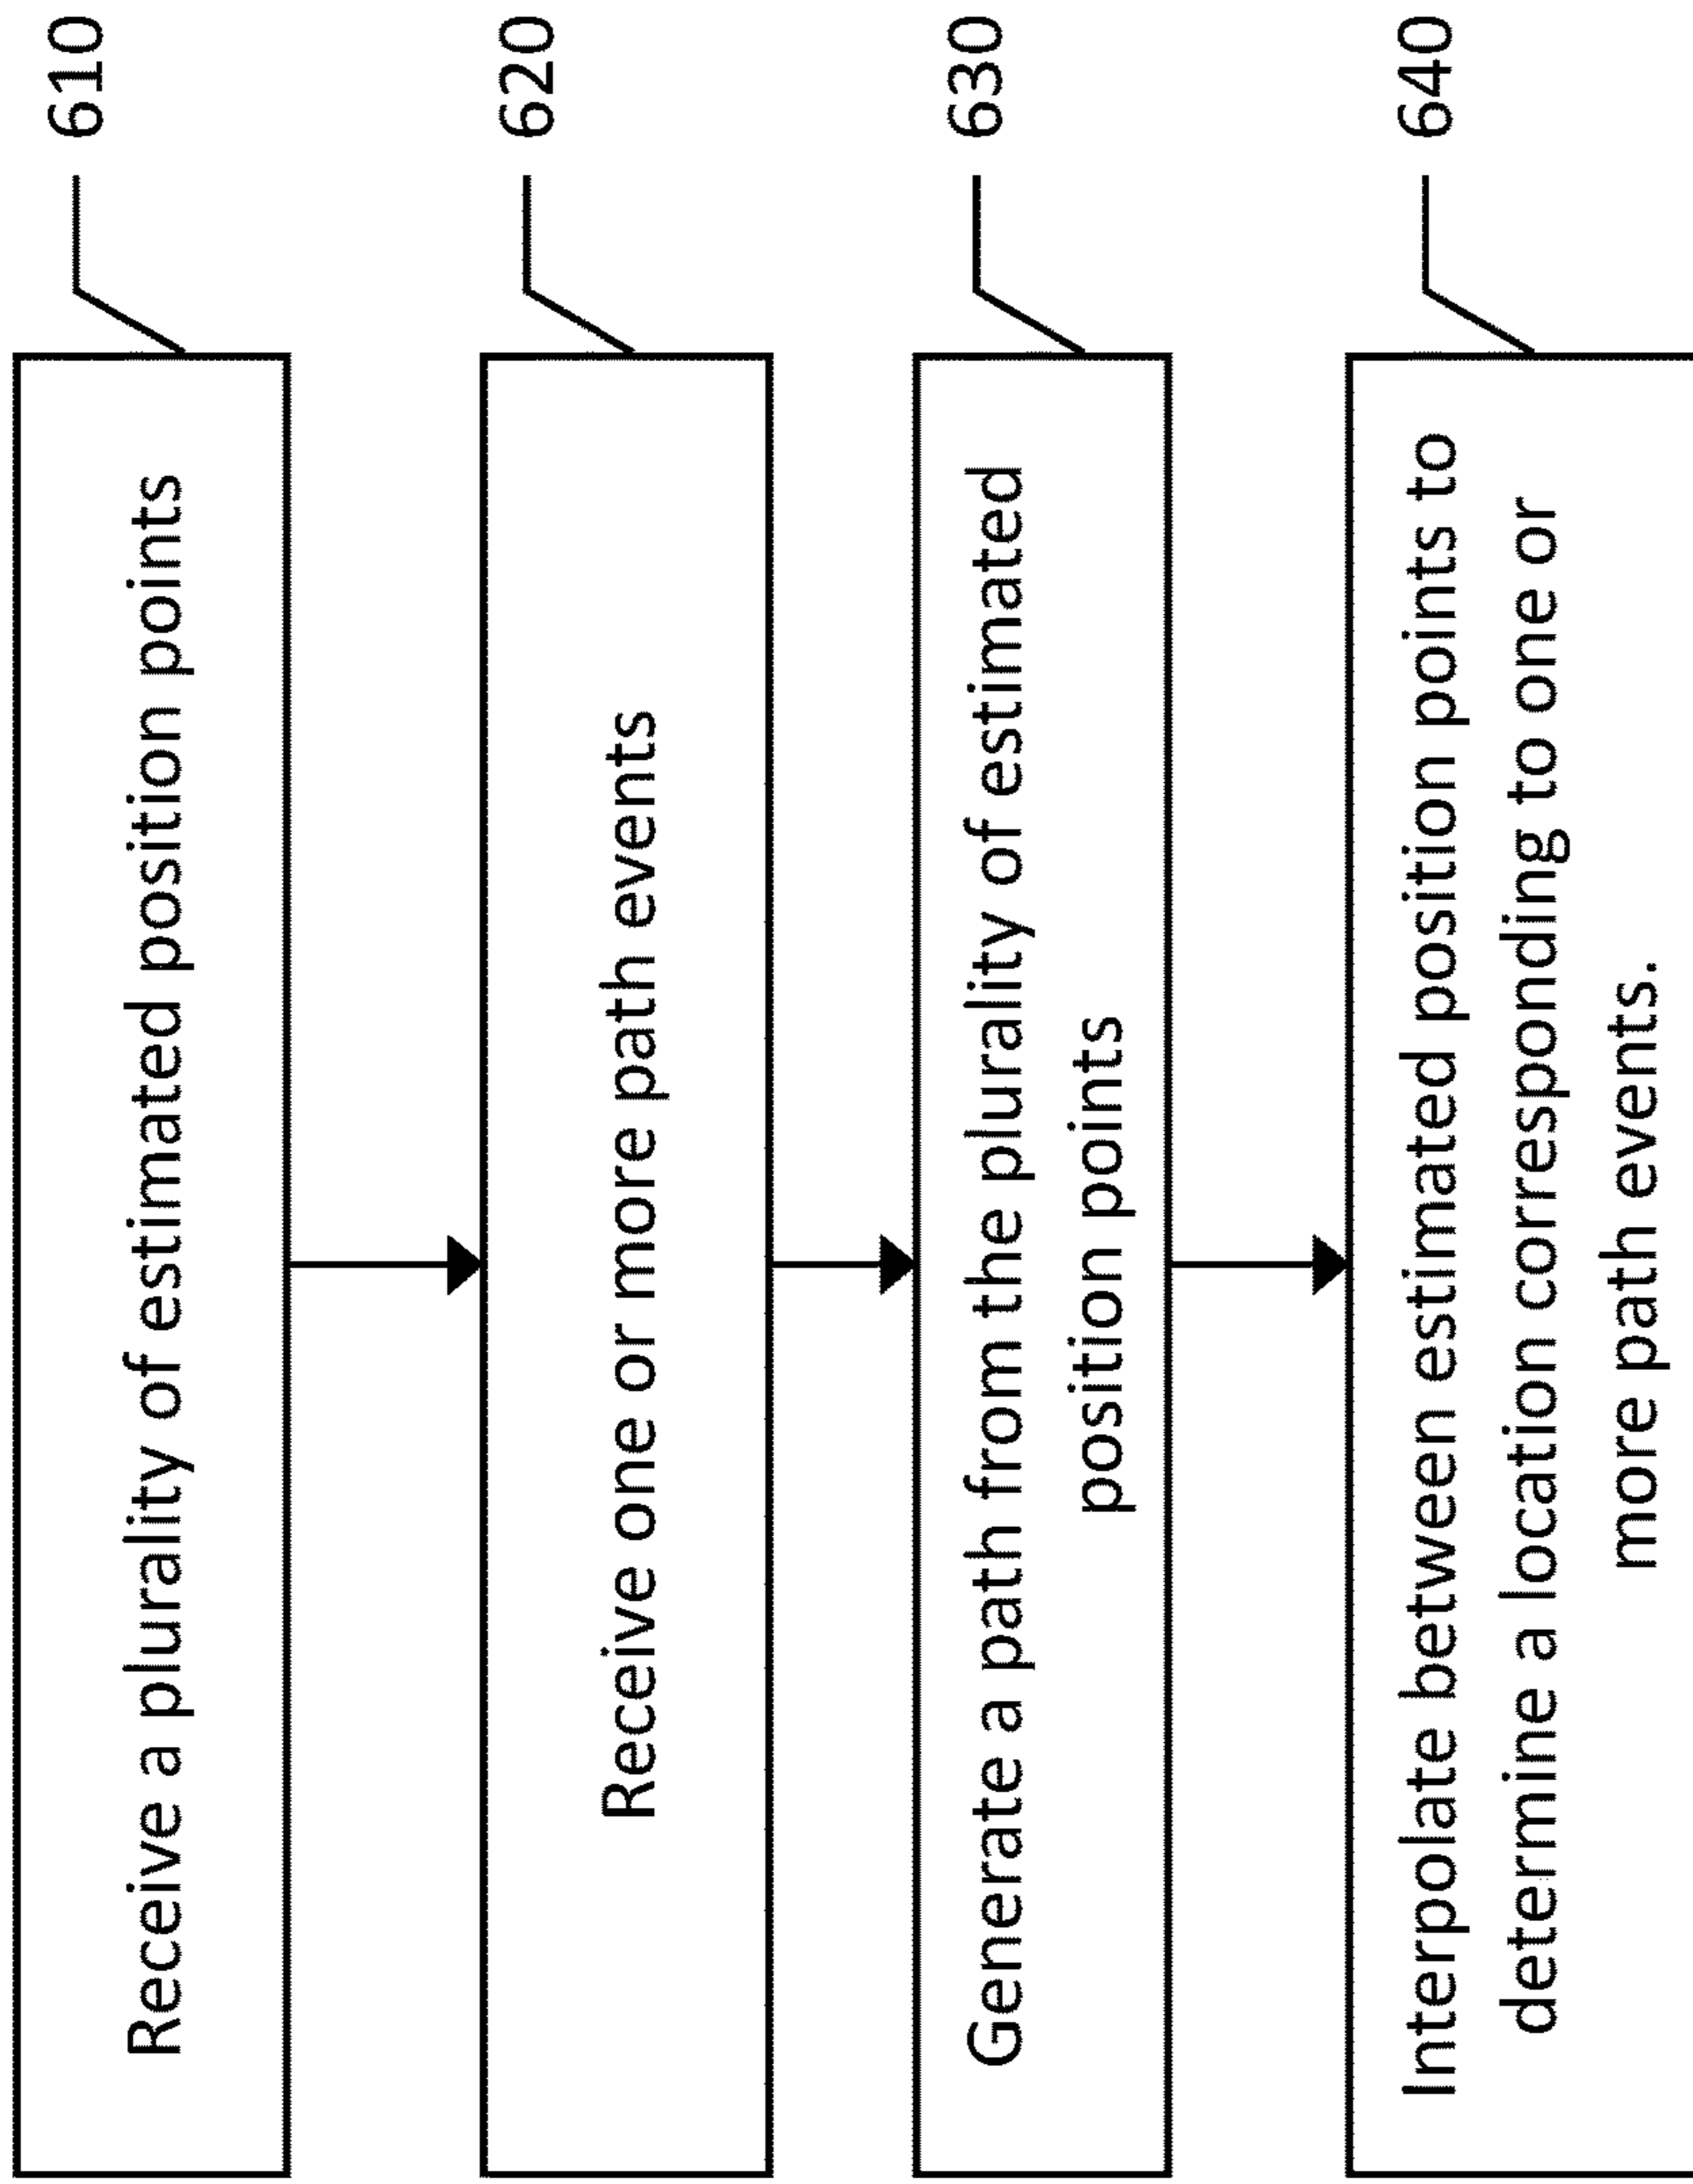 Receive a plurality of estimated position points
610
Receive one or more path events
620
Generate a path from the plurality of estimated
position points
630
Interpolate between estimated position points to
determine a location corresponding to one or
more path events.
640